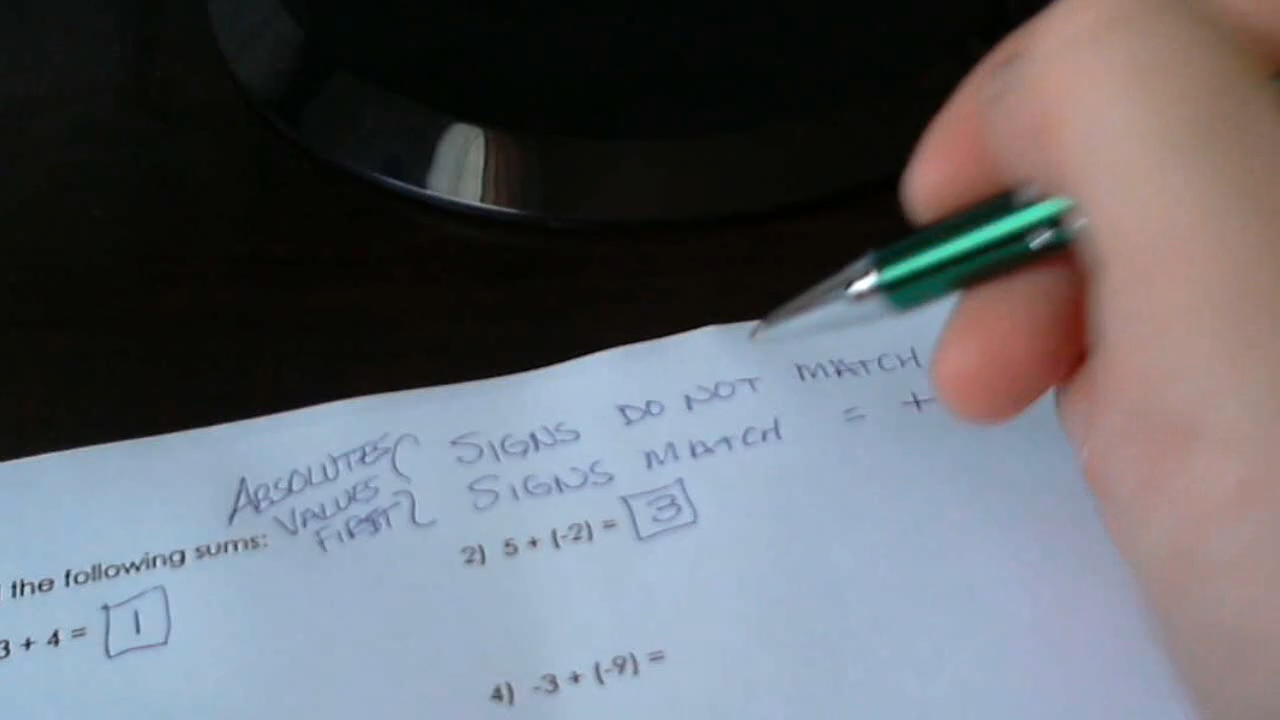 SIGNS DO NOT MATCH
ABSOLUTE SIGNS MATCH = +
VALUES
FIRST
the following sums:
2) 5 + (-2) = 3
3 + 4 = 1
4) -3 + (-9) =